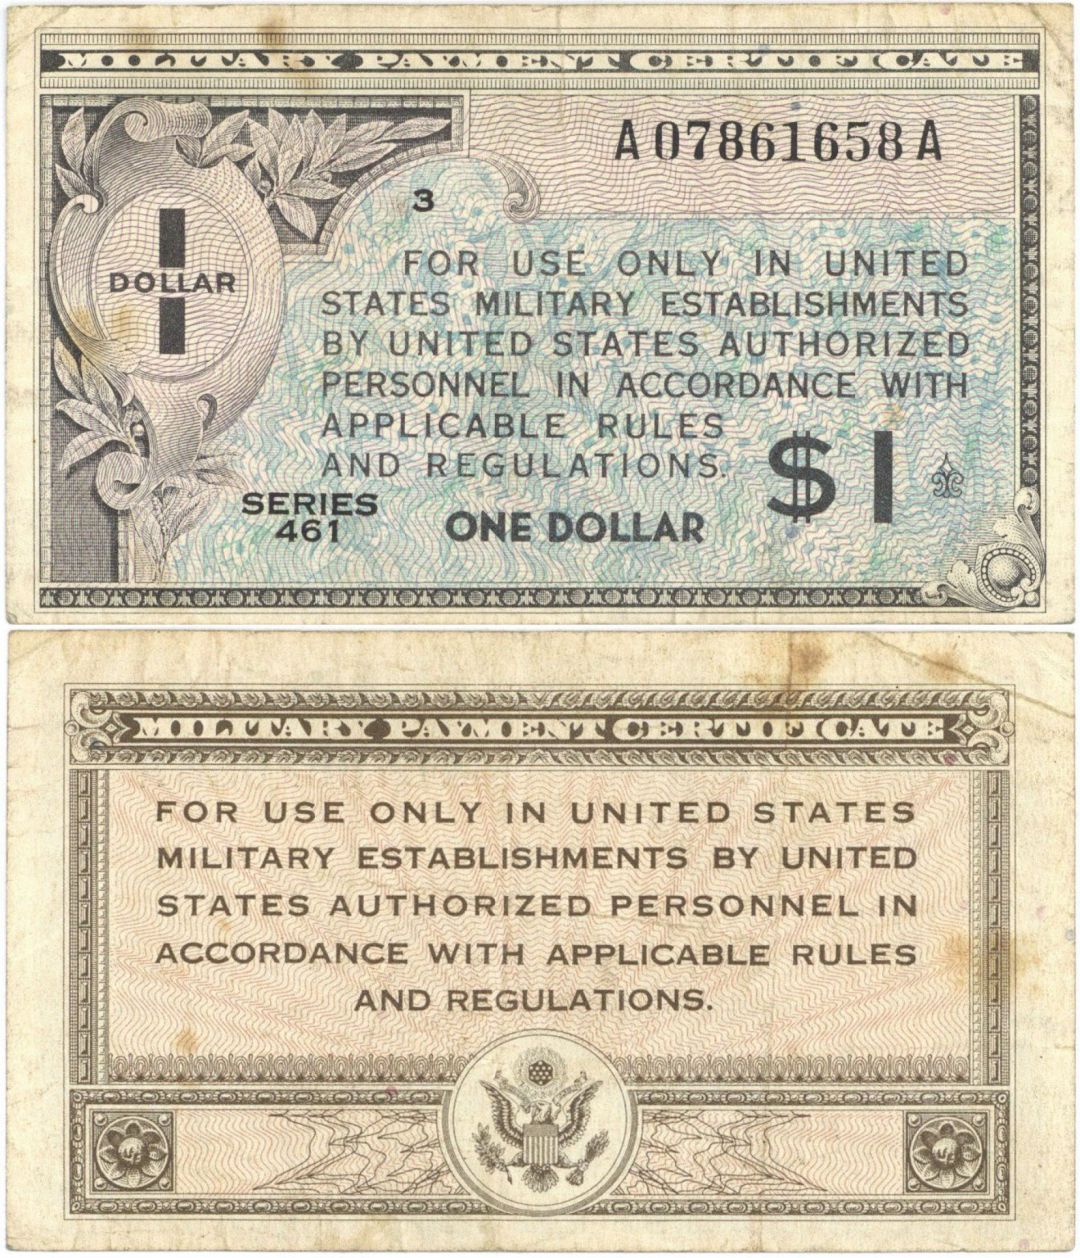 MILITARY PAYMENT CERTIFICATE
A07861658A
3
1
DOLLAR
FOR USE ONLY IN UNITED
STATES MILITARY ESTABLISHMENTS
BY UNITED STATES AUTHORIZED
PERSONNEL IN ACCORDANCE WITH
APPLICABLE RULES
AND REGULATIONS.
$1
SERIES
461
ONE DOLLAR
MILITARY PAYMENT CERTIFICATE
FOR USE ONLY IN UNITED STATES
MILITARY ESTABLISHMENTS BY UNITED
STATES AUTHORIZED PERSONNEL IN
ACCORDANCE WITH APPLICABLE RULES
AND REGULATIONS.